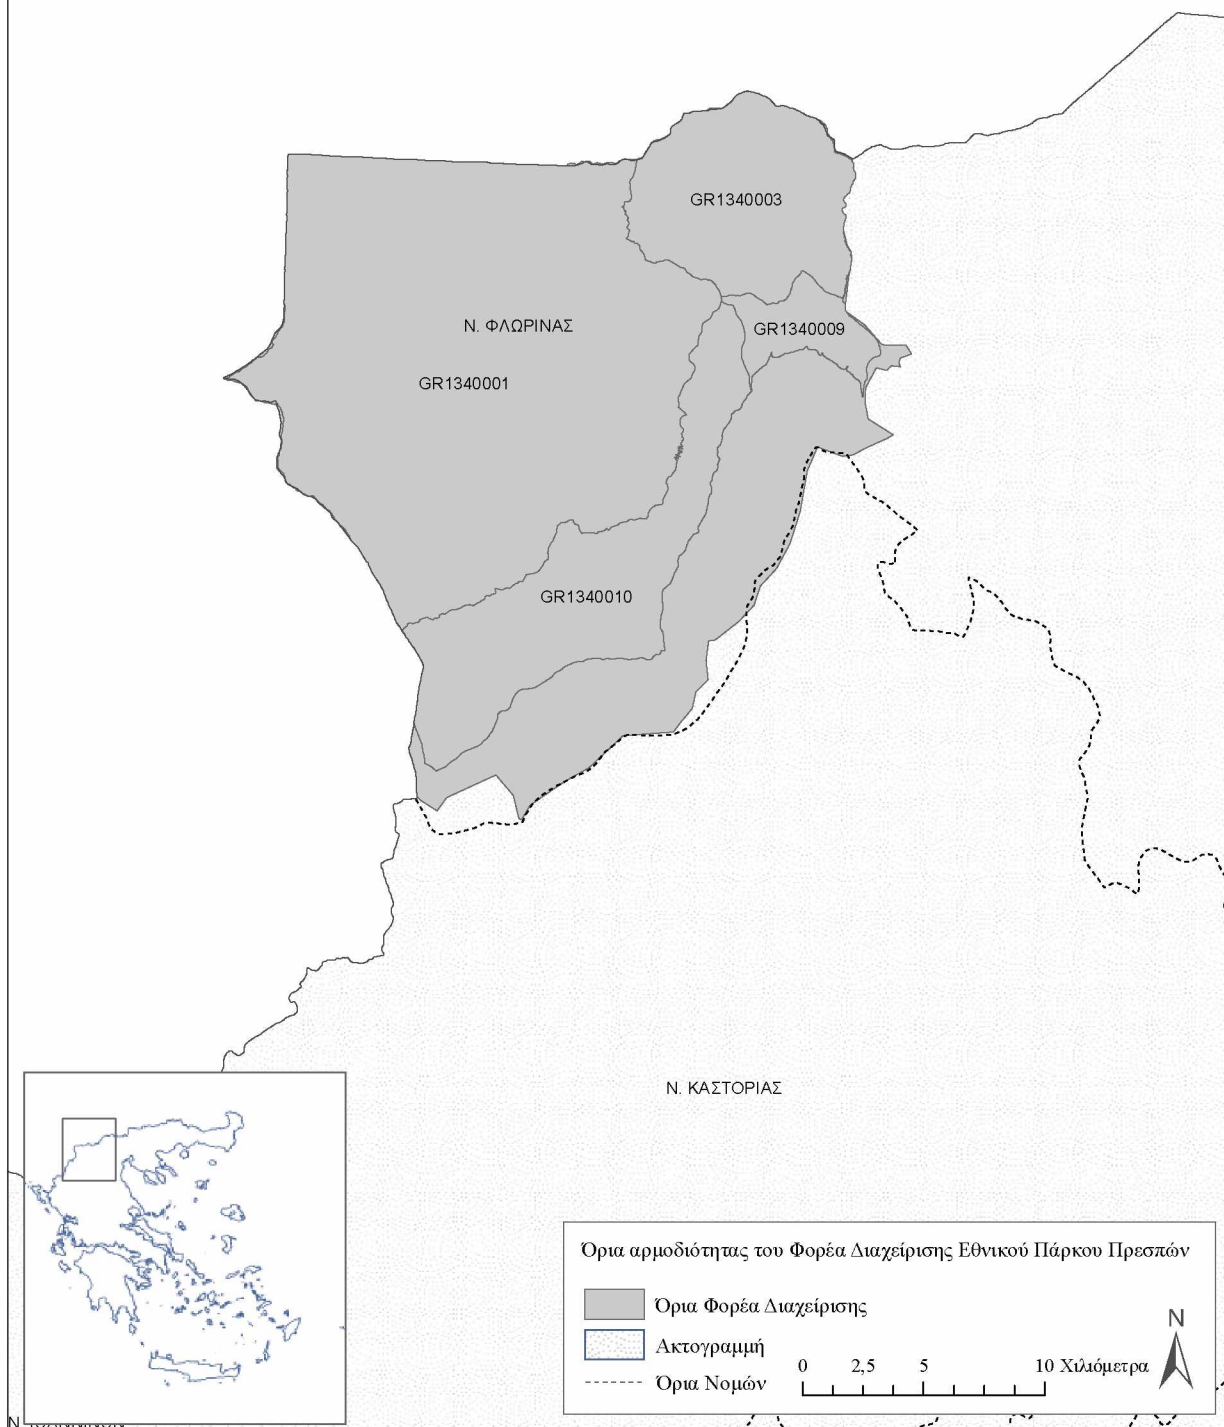 GR1340003
Ν. ΦΛΩΡΙΝΑΣ
GR1340009
GR1340001
GR1340010
Ν. ΚΑΣΤΟΡΙΑΣ
Όρια αρμοδιότητας του Φορέα Διαχείρισης Εθνικού Πάρκου Πρεσπών
Όρια Φορέα Διαχείρισης
Ακτογραμμή
Όρια Νομών
0 2,5 5 10 Χιλιόμετρα
N